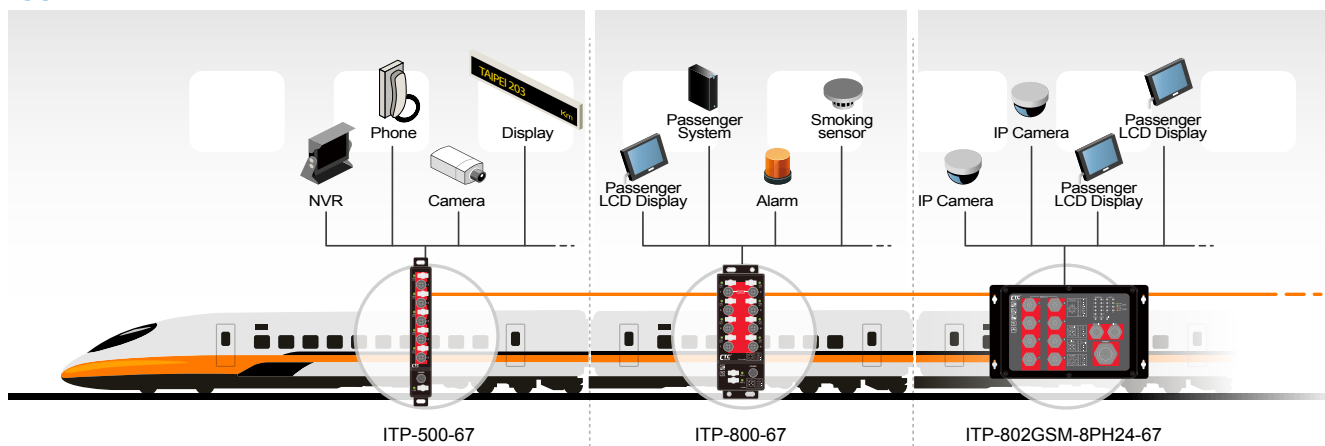 TAIPEI 203
Km
Phone
Display
NVR
Camera
Passenger
System
Smoking
sensor
Passenger
LCD Display
Alarm
IP Camera
Passenger
LCD Display
IP Camera
Passenger
LCD Display
CTC
CTC
CTC
ITP-500-67
ITP-800-67
ITP-802GSM-8PH24-67